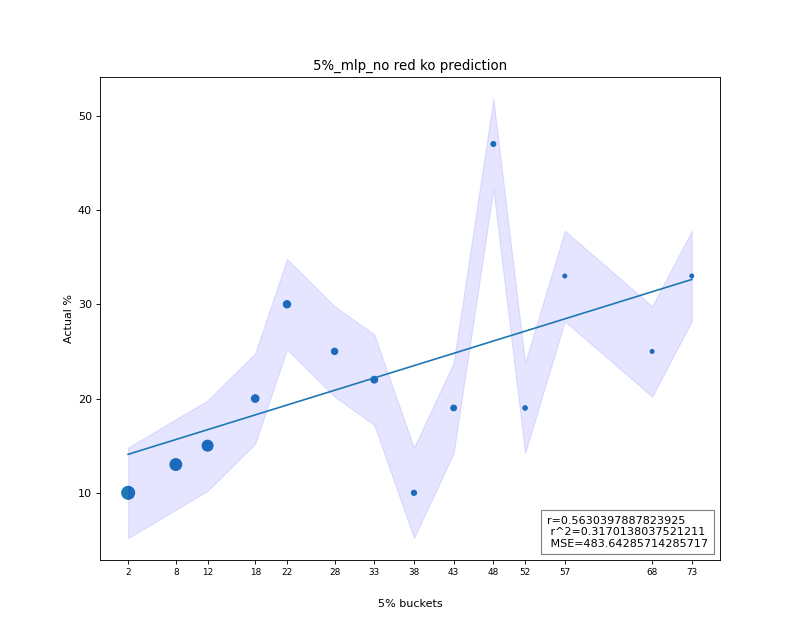 5%_mlp_no red ko prediction
50
40
30
20
10
Actual %
r=0.5630397887823925
r^2=0.3170138037521211
MSE=483.64285714285717
2 8 12 18 22 28 33 38 43 48 52 57 68 73
5% buckets